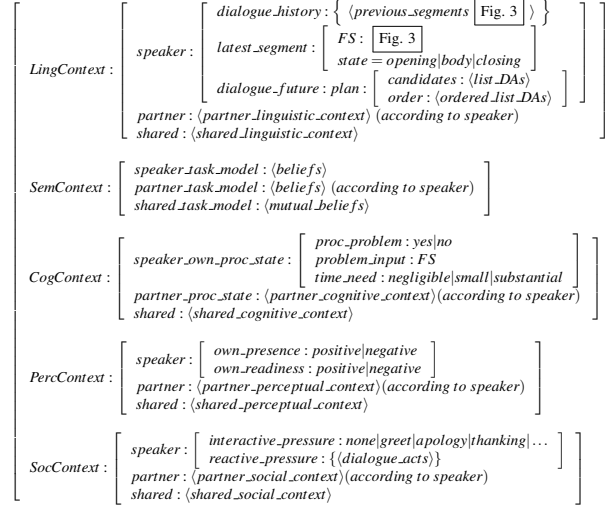 dialogue_history : { ⟨previous_segments Fig. 3 ⟩ }
speaker : latest_segment : FS : Fig. 3
state = opening|body|closing
LingContext : dialogue_future : plan : candidates : ⟨list_DAs⟩
order : ⟨ordered_list_DAs⟩
partner : ⟨partner_linguistic_context⟩ (according to speaker)
shared : ⟨shared_linguistic_context⟩
speaker_task_model : ⟨beliefs⟩
SemContext : partner_task_model : ⟨beliefs⟩ (according to speaker)
shared_task_model : ⟨mutual_beliefs⟩
proc_problem : yes|no
speaker_own_proc_state : problem_input : FS
time_need : negligible|small|substantial
CogContext : partner_proc_state : ⟨partner_cognitive_context⟩(according to speaker)
shared : ⟨shared_cognitive_context⟩
speaker : own_presence : positive|negative
own_readiness : positive|negative
PercContext : partner : ⟨partner_perceptual_context⟩(according to speaker)
shared : ⟨shared_perceptual_context⟩
speaker : interactive_pressure : none|greet|apology|thanking|…
reactive_pressure : {⟨dialogue_acts⟩}
SocContext : partner : ⟨partner_social_context⟩(according to speaker)
shared : ⟨shared_social_context⟩